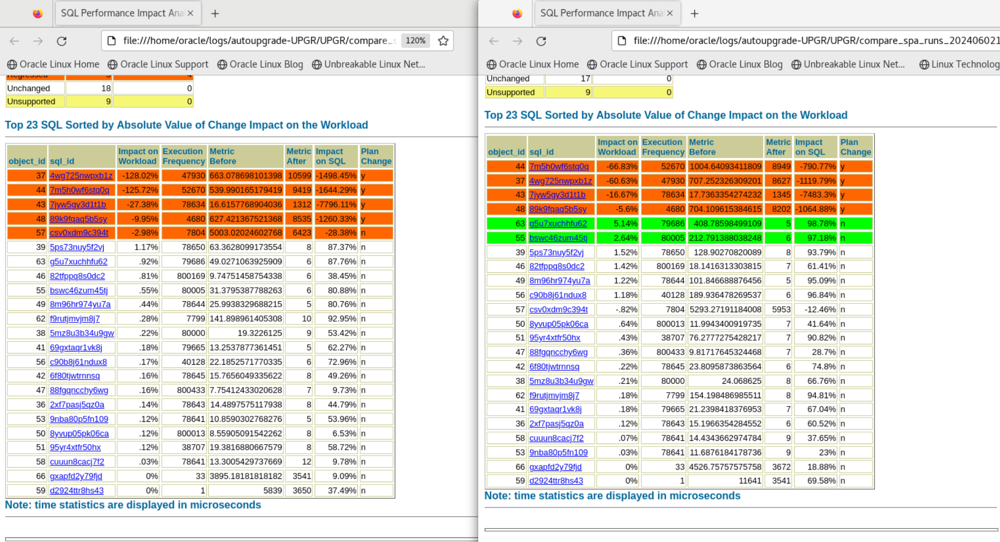 SQL Performance Impact Ana
file:///home/oracle/logs/autoupgrade-UPGR/UPGR/compare_s 120%
Oracle Linux Home Oracle Linux Support Oracle Linux Blog Unbreakable Linux Net...
Regressed 5 4
Unchanged 18 0
Unsupported 9 0
Top 23 SQL Sorted by Absolute Value of Change Impact on the Workload
object_id sql_id Impact on Workload Execution Frequency Metric Before Metric After Impact on SQL Plan Change
37 4wg725nwpxb1z -128.02% 47930 663.078698101398 10599 -1498.45% y
44 7m5h0wf6stq0q -125.72% 52670 539.990165179419 9419 -1644.29% y
43 7jyw5gy3d1t1b -27.38% 78634 16.6157768904036 1312 -7796.11% y
48 89k9fqaq5b5sy -9.95% 4680 627.421367521368 8535 -1260.33% y
57 csv0xdm9c394t -2.98% 7804 5003.02024602768 6423 -28.38% n
39 5ps73nuy5f2vj 1.17% 78650 63.3628099173554 8 87.37% n
63 g5u7xuchhfu62 .92% 79686 49.0271063925909 6 87.76% n
46 82tfppq8s0dc2 .81% 800169 9.74751458754338 6 38.45% n
55 bswc46zum45tj .55% 80005 31.3795387788263 6 80.88% n
49 8m96hr974yu7a .44% 78644 25.9938329688215 5 80.76% n
62 f9rutjmvjm8j7 .28% 7799 141.898961405308 10 92.95% n
38 5mz8u3b34u9gw .22% 80000 19.3226125 9 53.42% n
41 69gxtaqr1vk8j .18% 79665 13.2537877361451 5 62.27% n
56 c90b8j61ndux8 .17% 40128 22.1852571770335 6 72.96% n
42 6f80tjwtrnnsq .16% 78645 15.7656049335622 8 49.26% n
47 88fgqncchy6wg .16% 800433 7.75412433020628 7 9.73% n
36 2xf7pasj5qz0a .14% 78643 14.4897575117938 8 44.79% n
53 9nba80p5fn109 .12% 78641 10.8590302768276 5 53.96% n
50 8yvup05pk06ca .12% 800013 8.55905091542262 8 6.53% n
51 95yr4xtfr50hx .12% 38707 19.3816880667579 8 58.72% n
58 cuuun8cacj7f2 .03% 78641 13.3005429737669 12 9.78% n
66 gxapfd2y79fjd 0% 33 3895.18181818182 3541 9.09% n
59 d2924ttr8hs43 0% 1 5839 3650 37.49% n
Note: time statistics are displayed in microseconds
SQL Performance Impact Ana
file:///home/oracle/logs/autoupgrade-UPGR/UPGR/compare_spa_runs_202406021
Oracle Linux Home Oracle Linux Support Oracle Linux Blog Unbreakable Linux Net... Linux Technolog
Unchanged 17 0
Unsupported 9 0
Top 23 SQL Sorted by Absolute Value of Change Impact on the Workload
object_id sql_id Impact on Workload Execution Frequency Metric Before Metric After Impact on SQL Plan Change
44 7m5h0wf6stq0q -66.83% 52670 1004.64093411809 8949 -790.77% y
37 4wg725nwpxb1z -60.63% 47930 707.252326309201 8627 -1119.79% y
43 7jyw5gy3d1t1b -16.67% 78634 17.7363354274232 1345 -7483.3% y
48 89k9fqaq5b5sy -5.6% 4680 704.109615384615 8202 -1064.88% y
63 g5u7xuchhfu62 5.14% 79686 408.78598499109 5 98.78% n
55 bswc46zum45tj 2.64% 80005 212.791388038248 6 97.18% n
39 5ps73nuy5f2vj 1.52% 78650 128.90270820089 8 93.79% n
46 82tfppq8s0dc2 1.42% 800169 18.1416313303815 7 61.41% n
49 8m96hr974yu7a 1.22% 78644 101.846688876456 5 95.09% n
56 c90b8j61ndux8 1.18% 40128 189.936478269537 6 96.84% n
57 csv0xdm9c394t -.82% 7804 5293.27191184008 5953 -12.46% n
50 8yvup05pk06ca .64% 800013 11.9943400919735 7 41.64% n
51 95yr4xtfr50hx .43% 38707 76.2777275428217 7 90.82% n
47 88fgqncchy6wg .36% 800433 9.81717645324468 7 28.7% n
42 6f80tjwtrnnsq .22% 78645 23.8095873863564 6 74.8% n
38 5mz8u3b34u9gw .21% 80000 24.068625 8 66.76% n
62 f9rutjmvjm8j7 .18% 7799 154.198486985511 8 94.81% n
41 69gxtaqr1vk8j .18% 79665 21.2398418376953 7 67.04% n
36 2xf7pasj5qz0a .12% 78643 15.1966354284552 6 60.52% n
58 cuuun8cacj7f2 .07% 78641 14.4343662974784 9 37.65% n
53 9nba80p5fn109 .03% 78641 11.6876184178736 9 23% n
66 gxapfd2y79fjd 0% 33 4526.75757575758 3672 18.88% n
59 d2924ttr8hs43 0% 1 11641 3541 69.58% n
Note: time statistics are displayed in microseconds